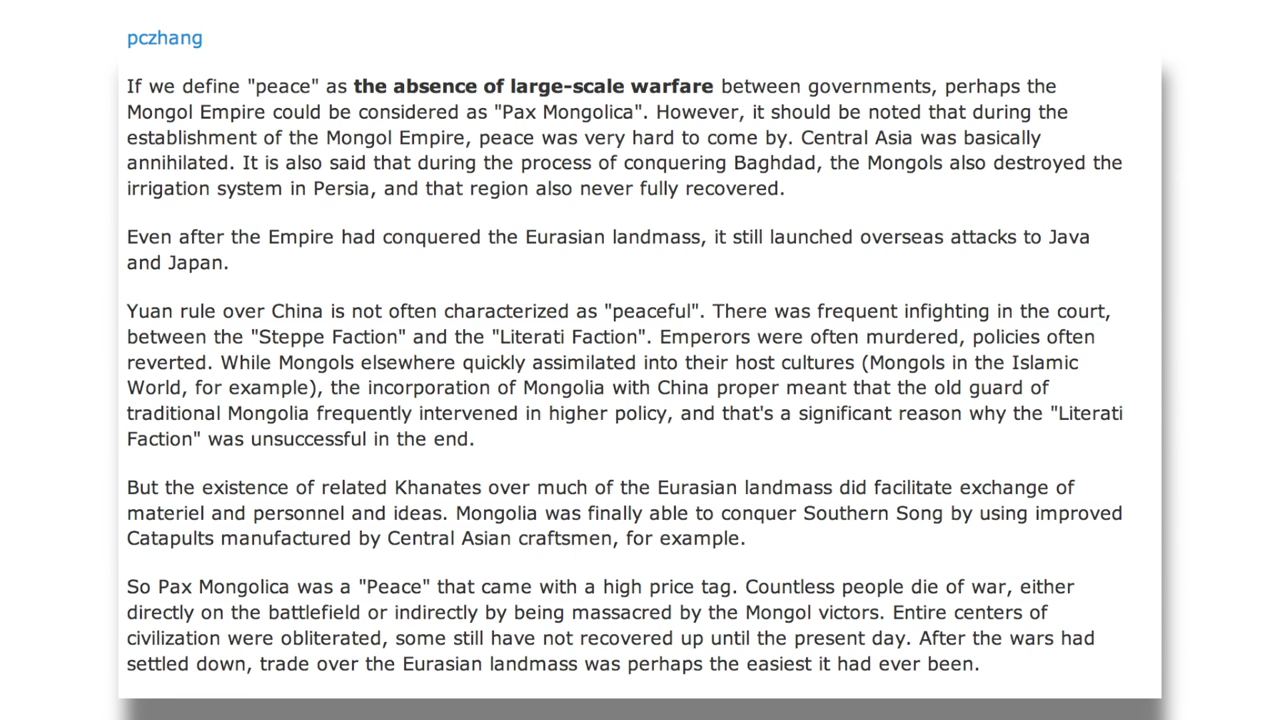 pczhang
If we define "peace" as the absence of large-scale warfare between governments, perhaps the
Mongol Empire could be considered as "Pax Mongolica". However, it should be noted that during the
establishment of the Mongol Empire, peace was very hard to come by. Central Asia was basically
annihilated. It is also said that during the process of conquering Baghdad, the Mongols also destroyed the
irrigation system in Persia, and that region also never fully recovered.
Even after the Empire had conquered the Eurasian landmass, it still launched overseas attacks to Java
and Japan.
Yuan rule over China is not often characterized as "peaceful". There was frequent infighting in the court,
between the "Steppe Faction" and the "Literati Faction". Emperors were often murdered, policies often
reverted. While Mongols elsewhere quickly assimilated into their host cultures (Mongols in the Islamic
World, for example), the incorporation of Mongolia with China proper meant that the old guard of
traditional Mongolia frequently intervened in higher policy, and that's a significant reason why the "Literati
Faction" was unsuccessful in the end.
But the existence of related Khanates over much of the Eurasian landmass did facilitate exchange of
materiel and personnel and ideas. Mongolia was finally able to conquer Southern Song by using improved
Catapults manufactured by Central Asian craftsmen, for example.
So Pax Mongolica was a "Peace" that came with a high price tag. Countless people die of war, either
directly on the battlefield or indirectly by being massacred by the Mongol victors. Entire centers of
civilization were obliterated, some still have not recovered up until the present day. After the wars had
settled down, trade over the Eurasian landmass was perhaps the easiest it had ever been.